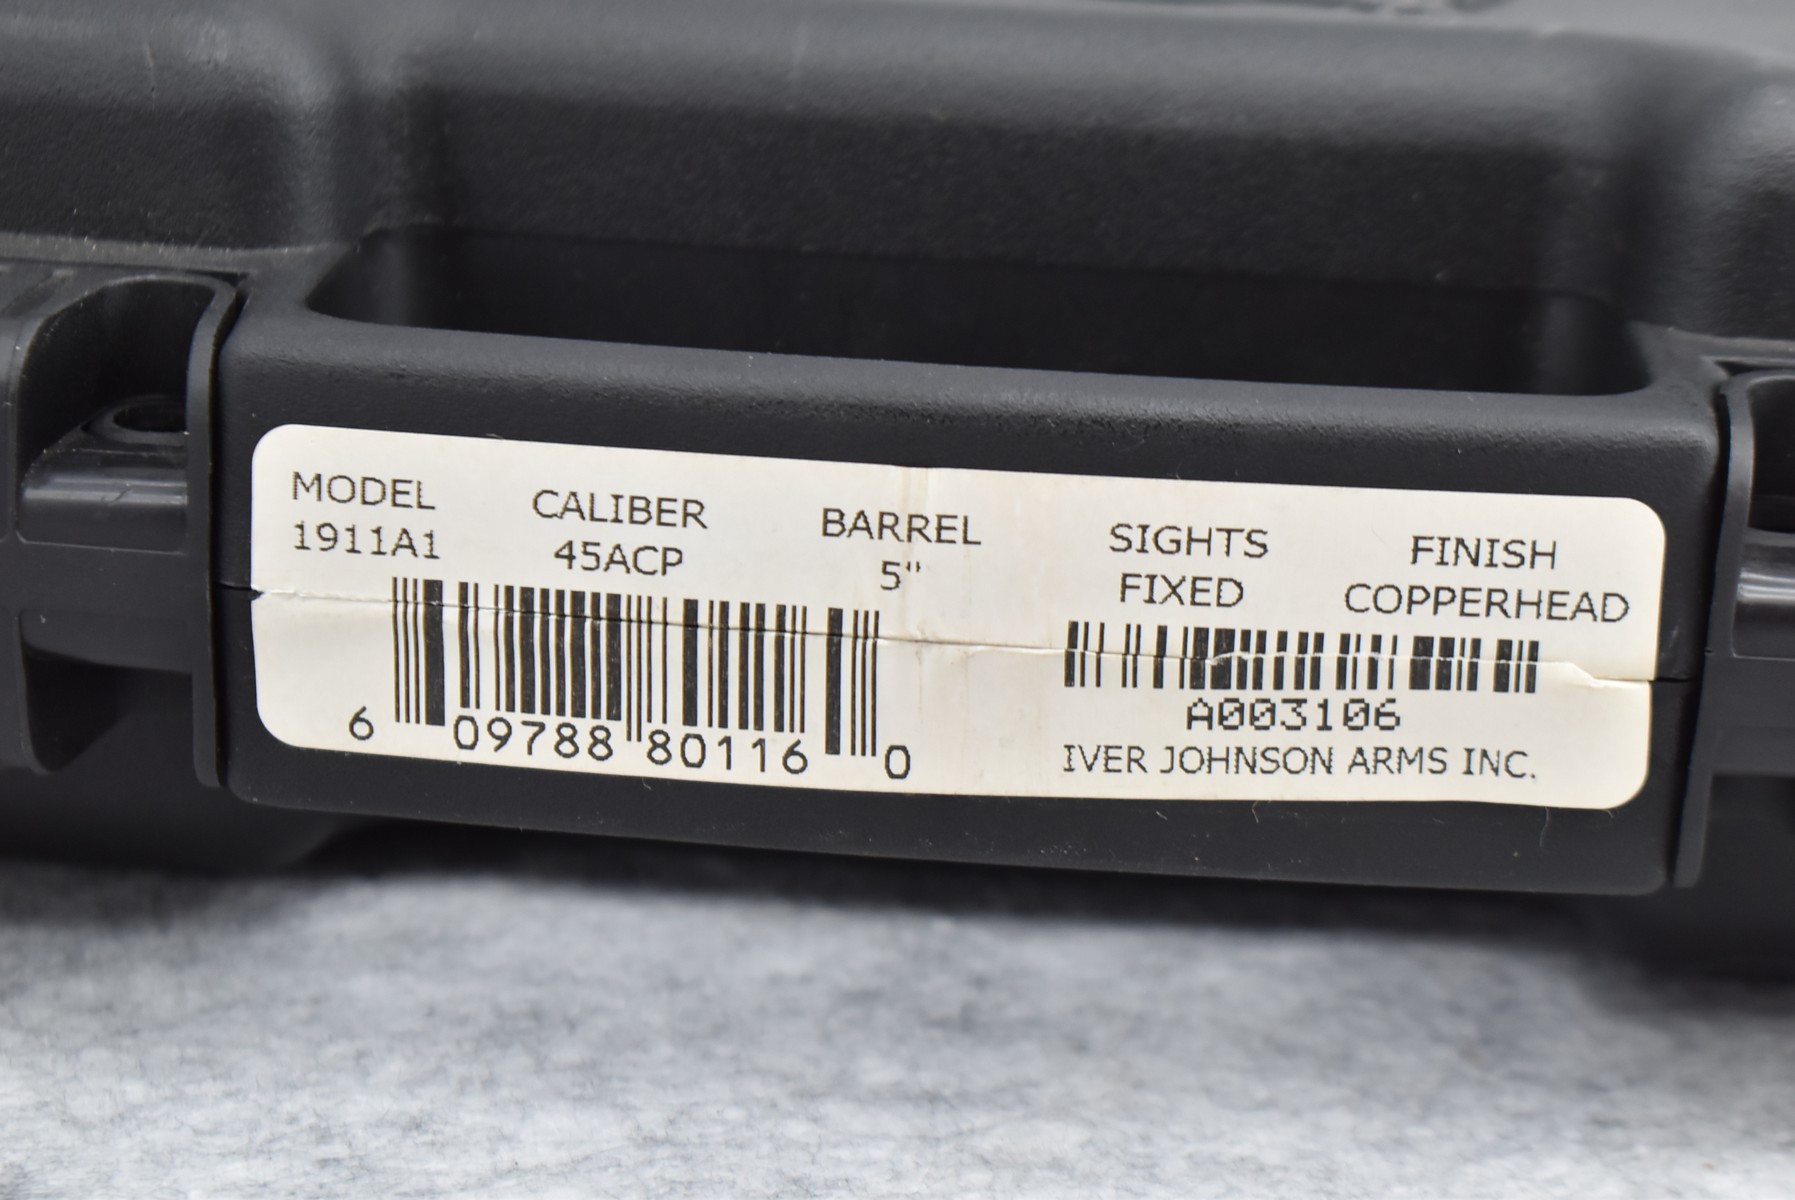 MODEL CALIBER BARREL SIGHTS FINISH
1911A1 45ACP 5" FIXED COPPERHEAD
6 09788 80116 0
A003106
IVER JOHNSON ARMS INC.